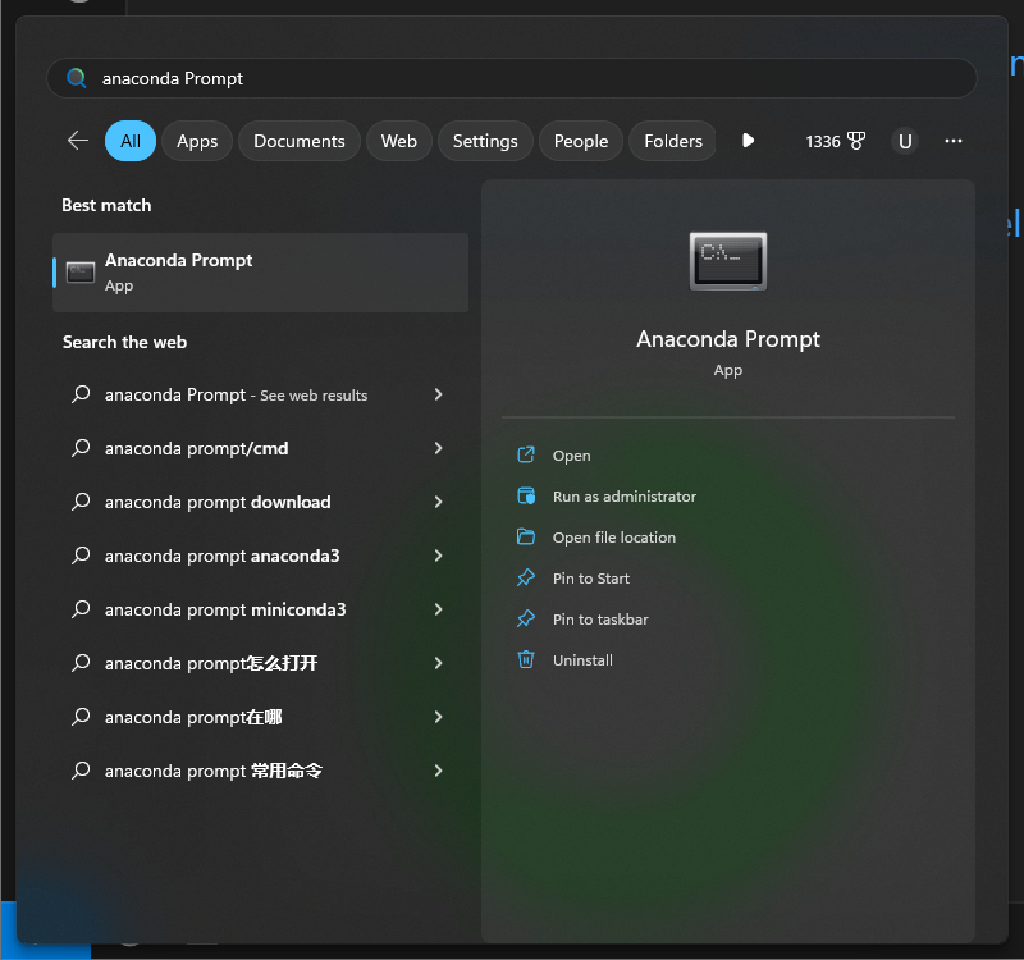 anaconda Prompt
All Apps Documents Web Settings People Folders 1336 U
Best match
Anaconda Prompt
App
Search the web
anaconda Prompt - See web results
anaconda prompt/cmd
anaconda prompt download
anaconda prompt anaconda3
anaconda prompt miniconda3
anaconda prompt怎么打开
anaconda prompt在哪
anaconda prompt 常用命令
C:\_
Anaconda Prompt
App
Open
Run as administrator
Open file location
Pin to Start
Pin to taskbar
Uninstall